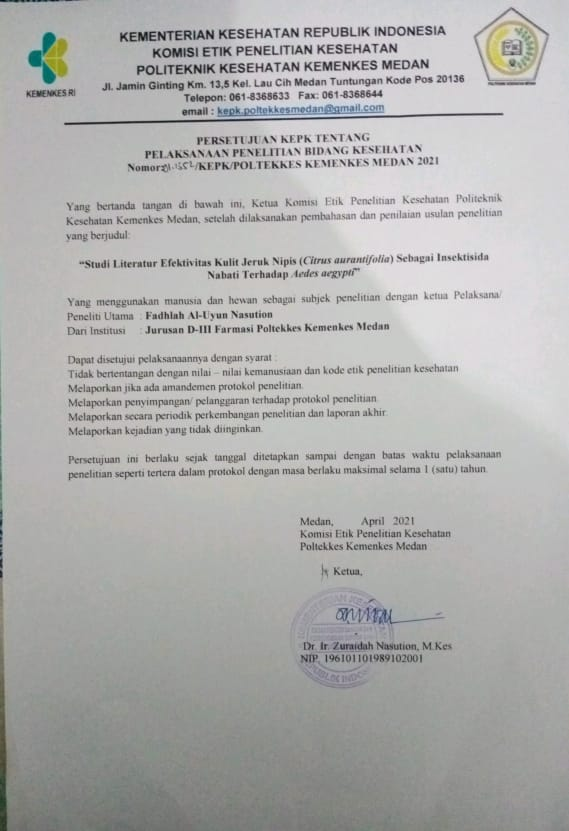 KEMENTERIAN KESEHATAN REPUBLIK INDONESIA
KOMISI ETIK PENELITIAN KESEHATAN
POLITEKNIK KESEHATAN KEMENKES MEDAN
Jl. Jamin Ginting Km. 13,5 Kel. Lau Cih Medan Tuntungan Kode Pos 20136
Telepon: 061-8368633 Fax: 061-8368644
email : kepk.poltekkesmedan@gmail.com
KEMENKES RI
PERSETUJUAN KEPK TENTANG
PELAKSANAAN PENELITIAN BIDANG KESEHATAN
Nomor: /KEPK/POLTEKKES KEMENKES MEDAN 2021
Yang bertanda tangan di bawah ini, Ketua Komisi Etik Penelitian Kesehatan Politeknik
Kesehatan Kemenkes Medan, setelah dilaksanakan pembahasan dan penilaian usulan penelitian
yang berjudul:
“Studi Literatur Efektivitas Kulit Jeruk Nipis (Citrus aurantifolia) Sebagai Insektisida
Nabati Terhadap Aedes aegypti”
Yang menggunakan manusia dan hewan sebagai subjek penelitian dengan ketua Pelaksana/
Peneliti Utama : Fadhlah Al-Uyun Nasution
Dari Institusi : Jurusan D-III Farmasi Poltekkes Kemenkes Medan
Dapat disetujui pelaksanaannya dengan syarat :
Tidak bertentangan dengan nilai – nilai kemanusiaan dan kode etik penelitian kesehatan
Melaporkan jika ada amandemen protokol penelitian.
Melaporkan penyimpangan/ pelanggaran terhadap protokol penelitian.
Melaporkan secara periodik perkembangan penelitian dan laporan akhir.
Melaporkan kejadian yang tidak diinginkan.
Persetujuan ini berlaku sejak tanggal ditetapkan sampai dengan batas waktu pelaksanaan
penelitian seperti tertera dalam protokol dengan masa berlaku maksimal selama 1 (satu) tahun.
Medan, April 2021
Komisi Etik Penelitian Kesehatan
Poltekkes Kemenkes Medan
Ketua,
Dr. Ir. Zuraidah Nasution, M.Kes
NIP. 196101101989102001